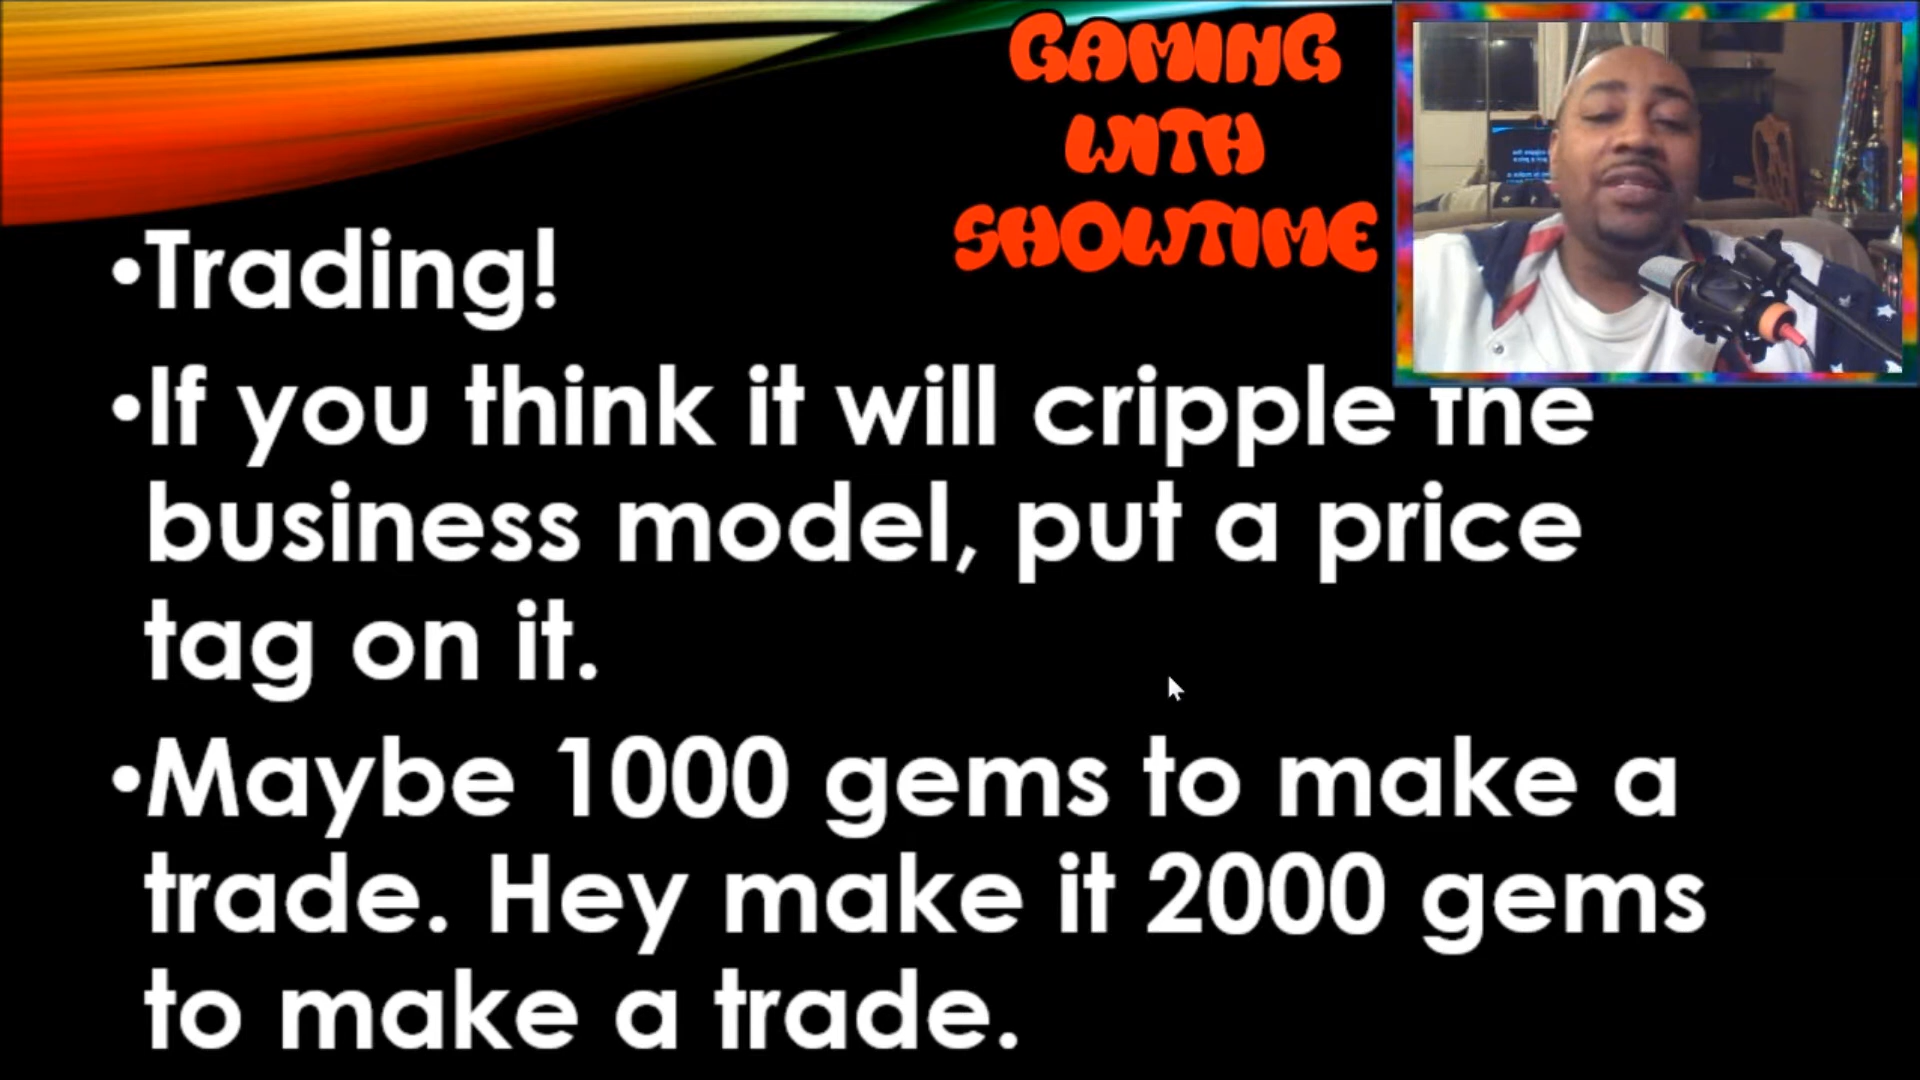 GAMING
WITH
SHOWTIME
•Trading!
•If you think it will cripple the
business model, put a price
tag on it.
•Maybe 1000 gems to make a
trade. Hey make it 2000 gems
to make a trade.